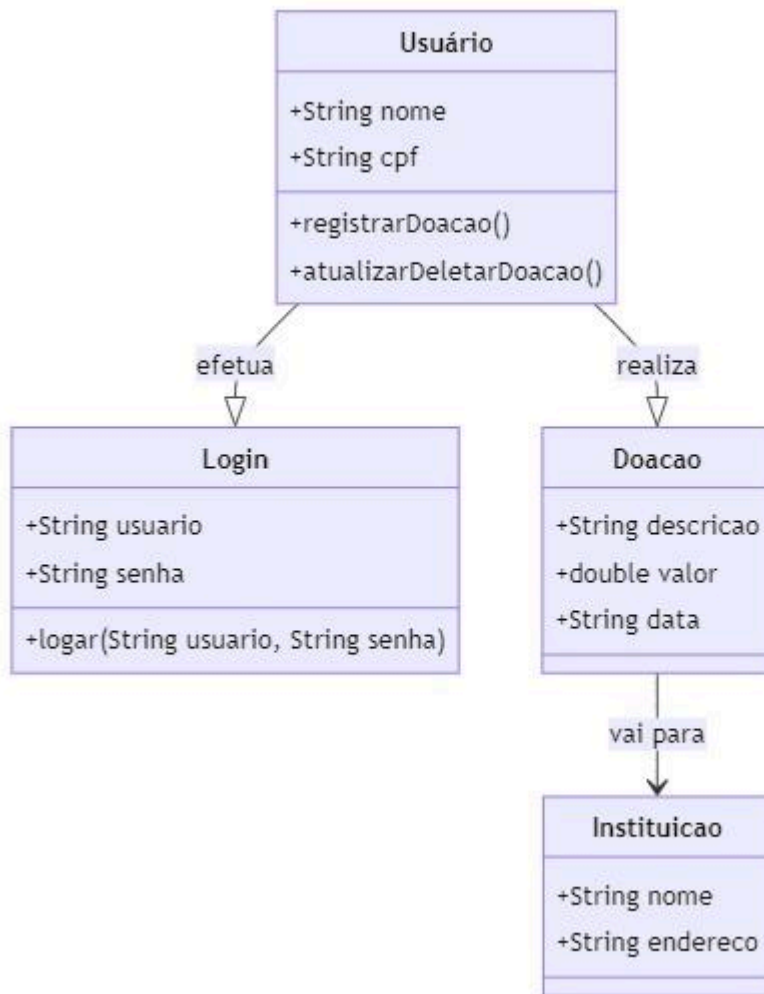 Usuário
+String nome
+String cpf
+registrarDoacao()
+atualizarDeletarDoacao()
efetua
realiza
Login
+String usuario
+String senha
+logar(String usuario, String senha)
Doacao
+String descricao
+double valor
+String data
vai para
Instituicao
+String nome
+String endereco